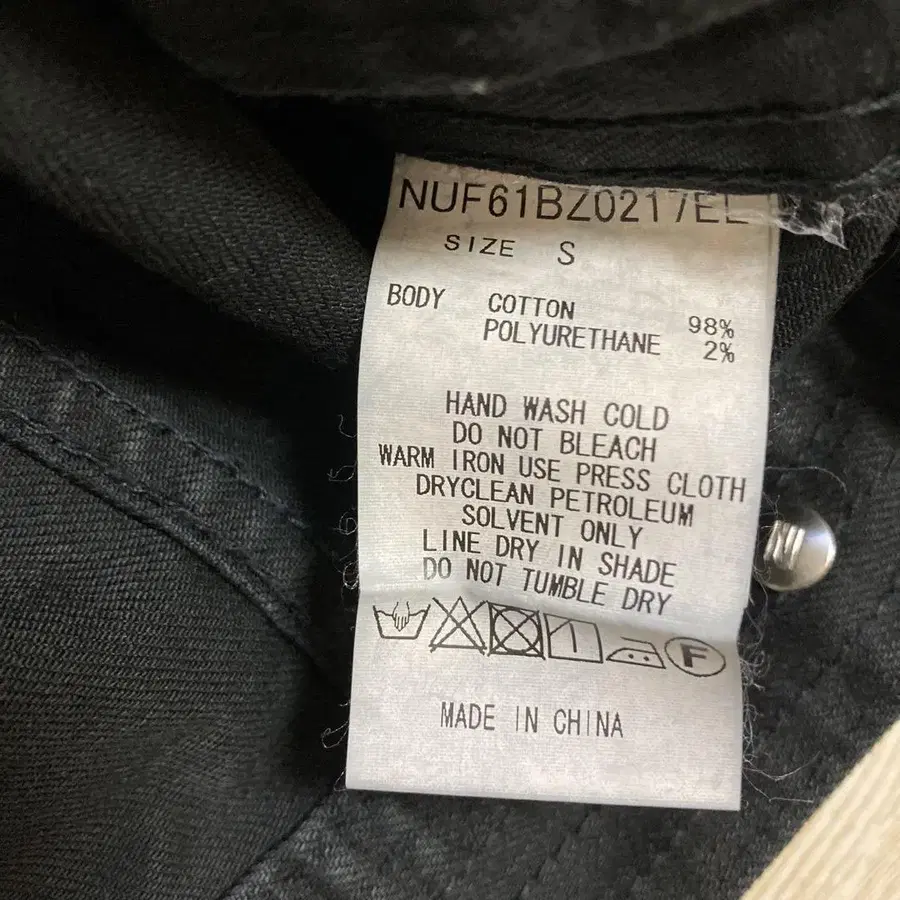 NUF61BZ0217EL
SIZE S
BODY COTTON 98%
POLYURETHANE 2%
HAND WASH COLD
DO NOT BLEACH
WARM IRON USE PRESS CLOTH
DRYCLEAN PETROLEUM
SOLVENT ONLY
LINE DRY IN SHADE
DO NOT TUMBLE DRY
F
MADE IN CHINA